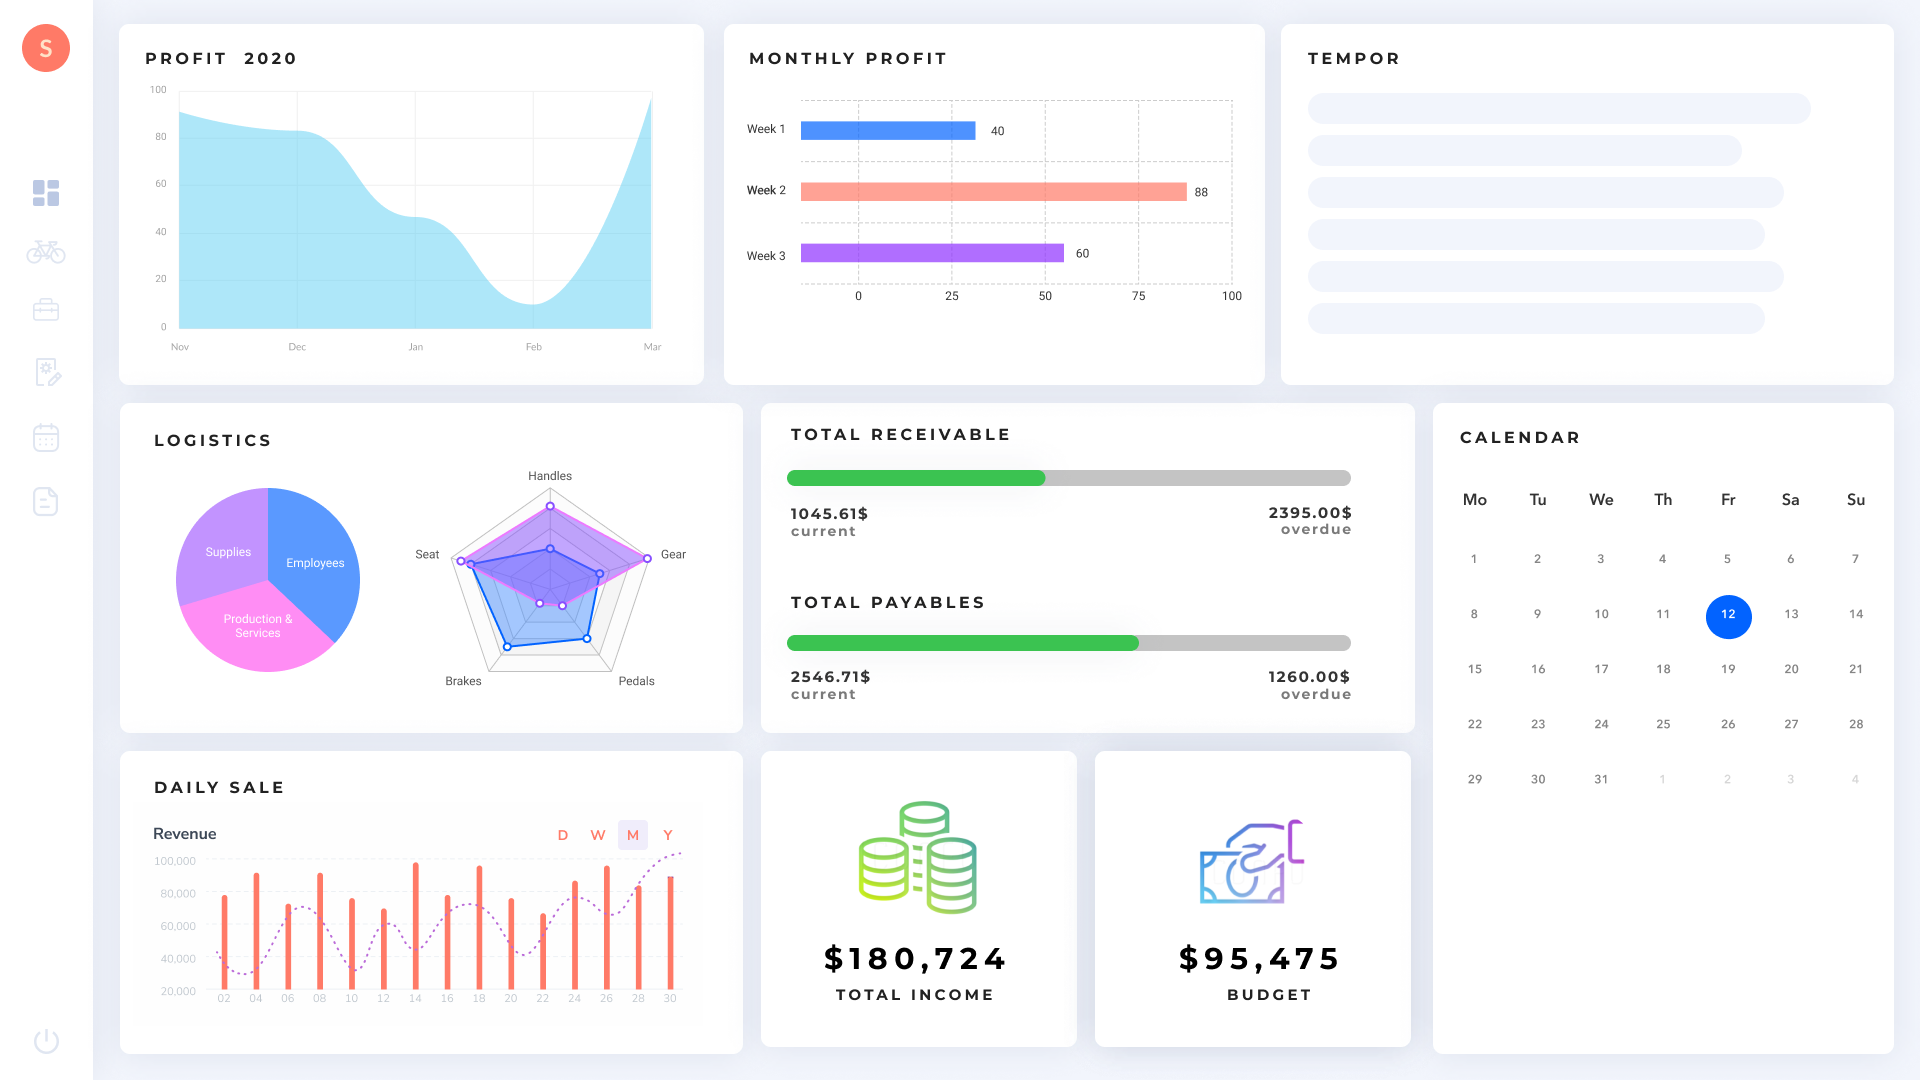 S
PROFIT 2020
100
80
60
40
20
0
Nov Dec Jan Feb Mar
MONTHLY PROFIT
Week 1 40
Week 2 88
Week 3 60
0 25 50 75 100
TEMPOR
LOGISTICS
Supplies
Employees
Production &
Services
Handles
Seat
Gear
Brakes
Pedals
TOTAL RECEIVABLE
1045.61$ 2395.00$
current overdue
TOTAL PAYABLES
2546.71$ 1260.00$
current overdue
CALENDAR
Mo Tu We Th Fr Sa Su
1 2 3 4 5 6 7
8 9 10 11 12 13 14
15 16 17 18 19 20 21
22 23 24 25 26 27 28
29 30 31 1 2 3 4
DAILY SALE
Revenue D W M Y
100,000
80,000
60,000
40,000
20,000
02 04 06 08 10 12 14 16 18 20 22 24 26 28 30
$180,724
TOTAL INCOME
$95,475
BUDGET